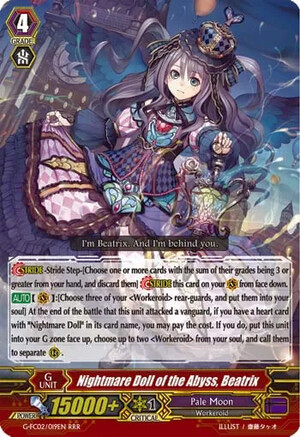 4
GRADE
I'm Beatrix. And I'm behind you.
STRIDE -Stride Step-[Choose one or more cards with the sum of their grades being 3 or
greater from your hand, and discard them] STRIDE this card on your from face down.
AUTO [ ]:[Choose three of your <Workeroid> rear-guards, and put them into your
soul] At the end of the battle that this unit attacked a vanguard, if you have a heart card
with "Nightmare Doll" in its card name, you may pay the cost. If you do, put this unit
into your G zone face up, choose up to two <Workeroid> from your soul, and call them
to separate .
G
UNIT
Nightmare Doll of the Abyss, Beatrix
POWER
15000+
1
CRITICAL
Pale Moon
Workeroid
G-FC02/019EN RRR
ILLUST / 齋藤タケオ